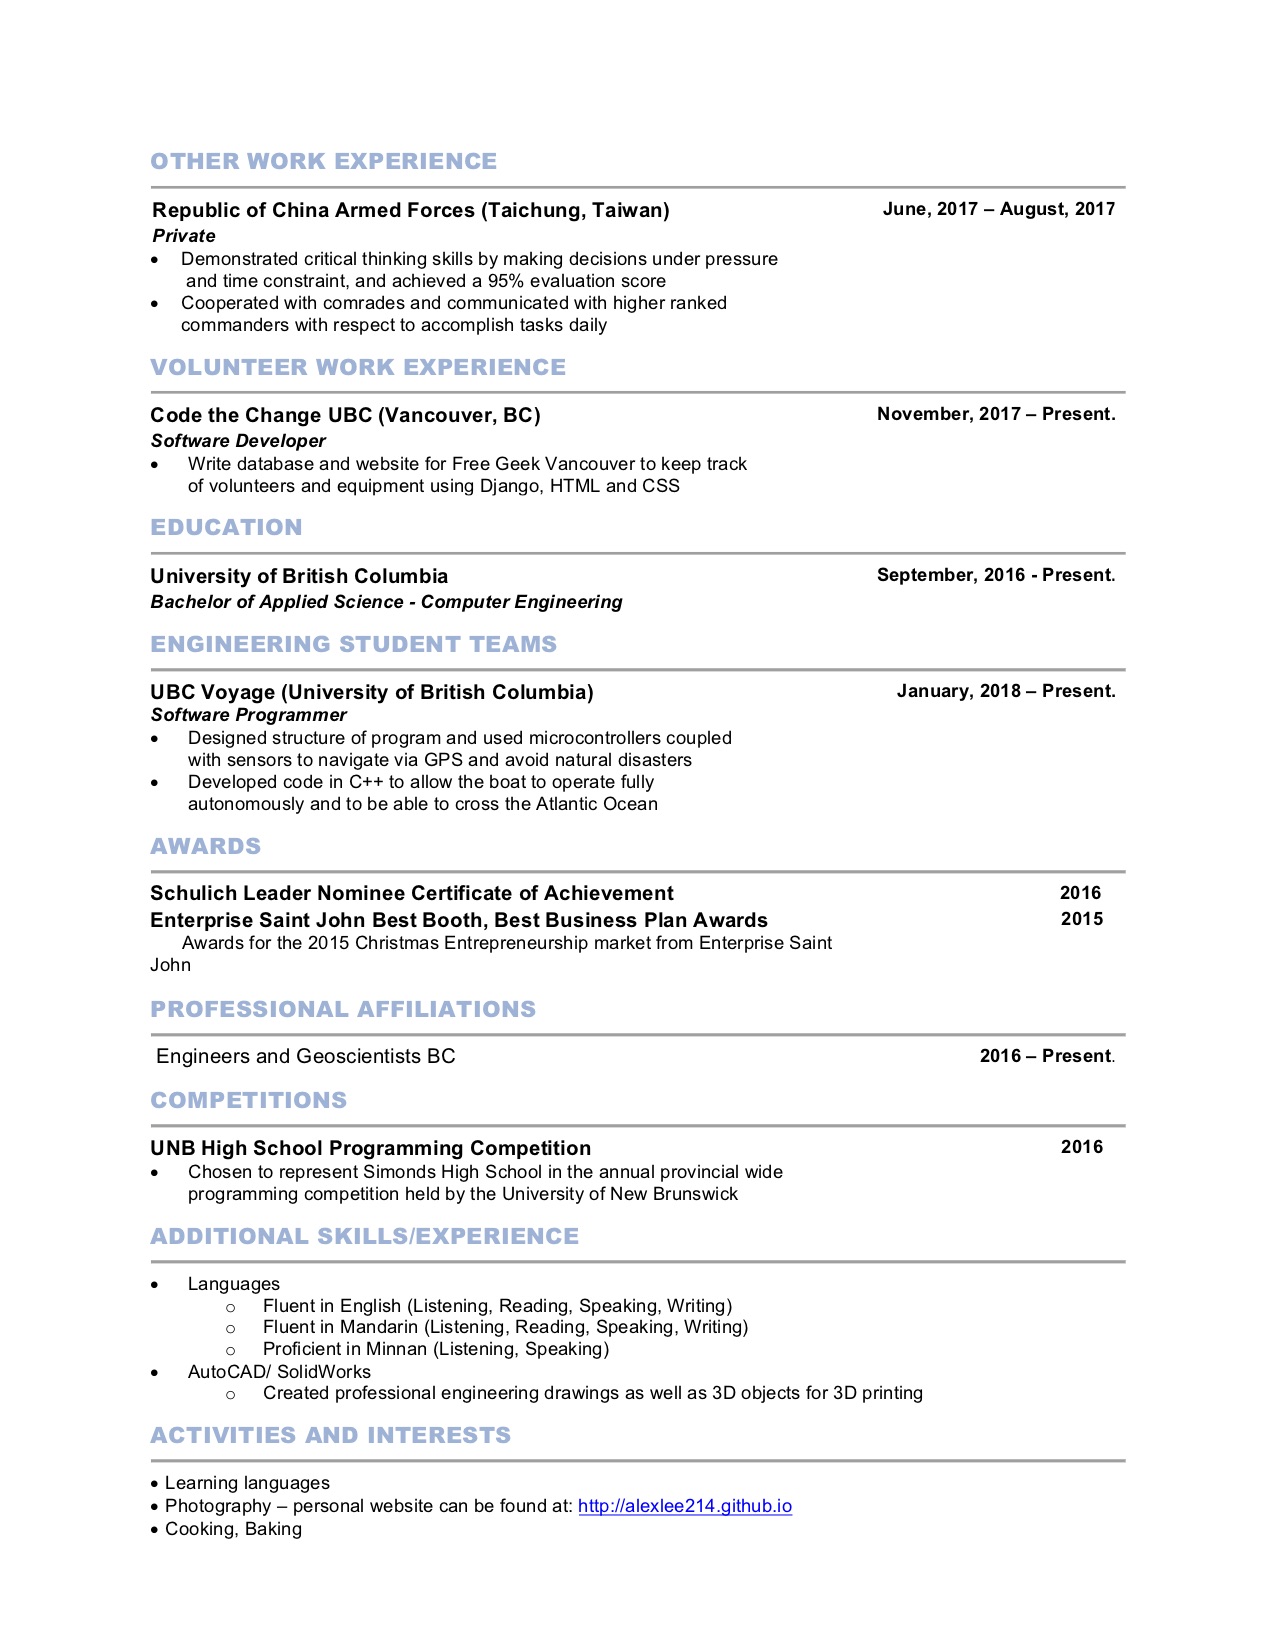 OTHER WORK EXPERIENCE
Republic of China Armed Forces (Taichung, Taiwan) June, 2017 – August, 2017
Private
• Demonstrated critical thinking skills by making decisions under pressure
and time constraint, and achieved a 95% evaluation score
• Cooperated with comrades and communicated with higher ranked
commanders with respect to accomplish tasks daily
VOLUNTEER WORK EXPERIENCE
Code the Change UBC (Vancouver, BC) November, 2017 – Present.
Software Developer
• Write database and website for Free Geek Vancouver to keep track
of volunteers and equipment using Django, HTML and CSS
EDUCATION
University of British Columbia September, 2016 - Present.
Bachelor of Applied Science - Computer Engineering
ENGINEERING STUDENT TEAMS
UBC Voyage (University of British Columbia) January, 2018 – Present.
Software Programmer
• Designed structure of program and used microcontrollers coupled
with sensors to navigate via GPS and avoid natural disasters
• Developed code in C++ to allow the boat to operate fully
autonomously and to be able to cross the Atlantic Ocean
AWARDS
Schulich Leader Nominee Certificate of Achievement 2016
Enterprise Saint John Best Booth, Best Business Plan Awards 2015
Awards for the 2015 Christmas Entrepreneurship market from Enterprise Saint
John
PROFESSIONAL AFFILIATIONS
Engineers and Geoscientists BC 2016 – Present.
COMPETITIONS
UNB High School Programming Competition 2016
• Chosen to represent Simonds High School in the annual provincial wide
programming competition held by the University of New Brunswick
ADDITIONAL SKILLS/EXPERIENCE
• Languages
o Fluent in English (Listening, Reading, Speaking, Writing)
o Fluent in Mandarin (Listening, Reading, Speaking, Writing)
o Proficient in Minnan (Listening, Speaking)
• AutoCAD/ SolidWorks
o Created professional engineering drawings as well as 3D objects for 3D printing
ACTIVITIES AND INTERESTS
• Learning languages
• Photography – personal website can be found at: http://alexlee214.github.io
• Cooking, Baking